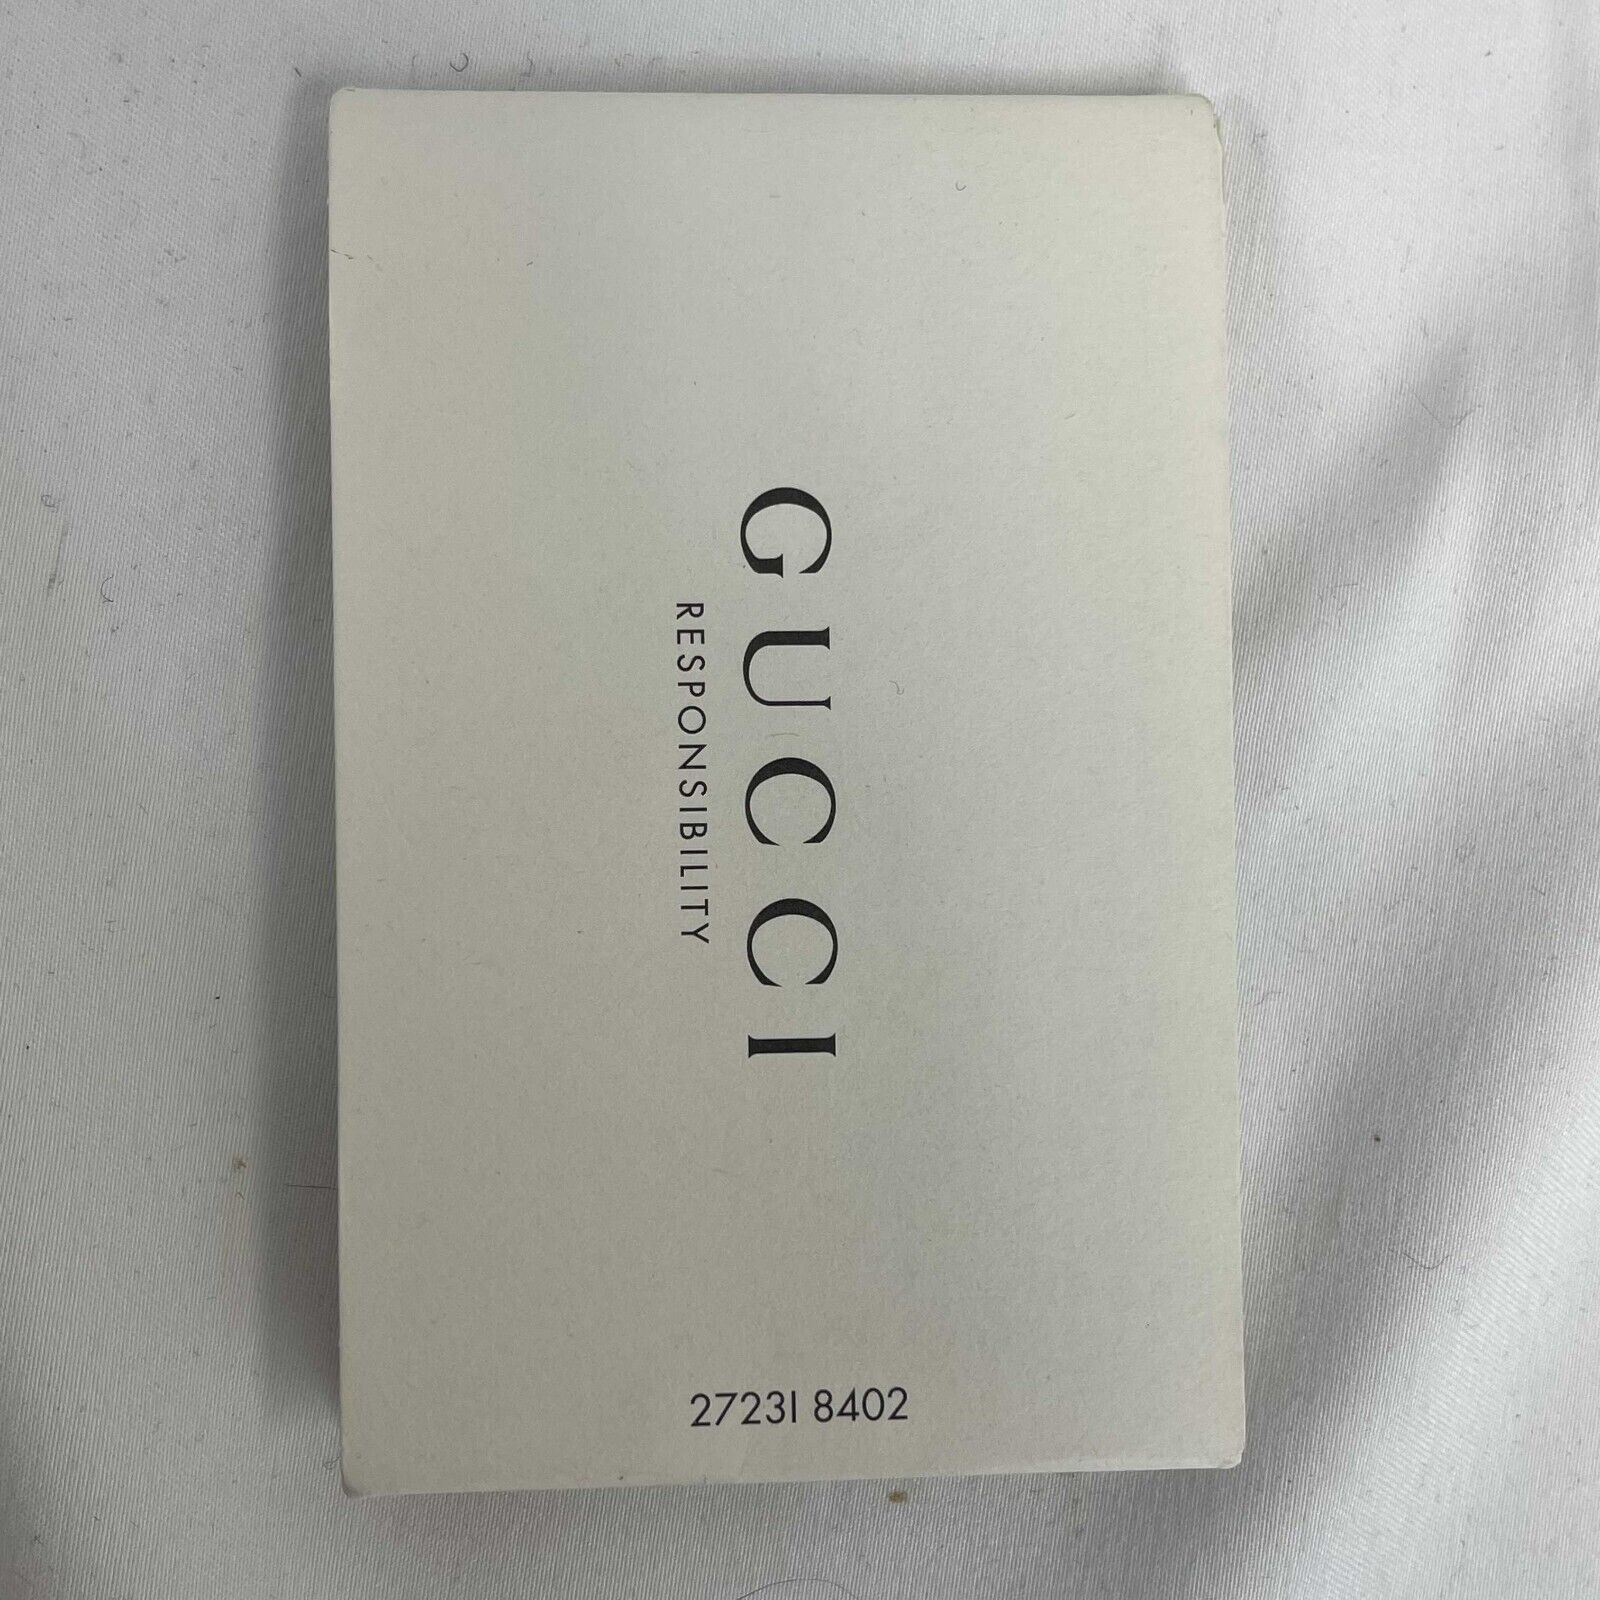 GUCCI
RESPONSIBILITY
27231 8402